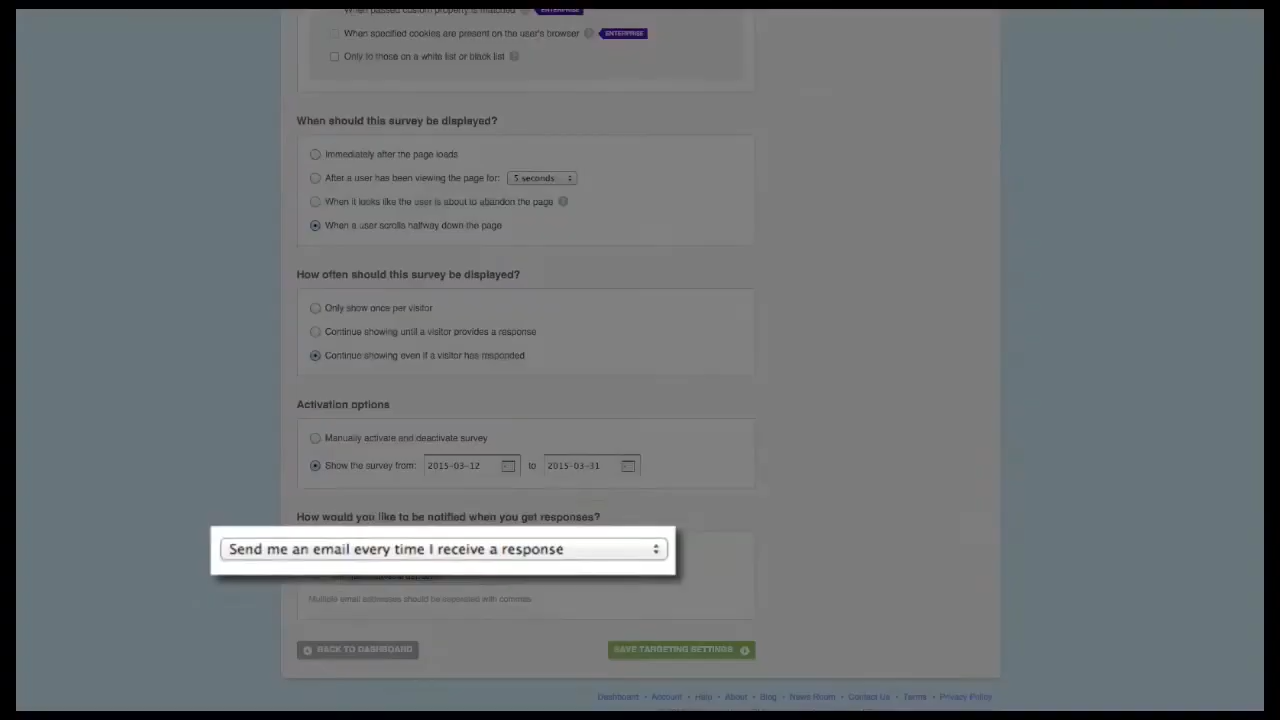 When passed custom property is matched ENTERPRISE
When specified cookies are present on the user's browser ? ENTERPRISE
Only to those on a white list or black list ?
When should this survey be displayed?
Immediately after the page loads
After a user has been viewing the page for: 5 seconds
When it looks like the user is about to abandon the page ?
When a user scrolls halfway down the page
How often should this survey be displayed?
Only show once per visitor
Continue showing until a visitor provides a response
Continue showing even if a visitor has responded
Activation options
Manually activate and deactivate survey
Show the survey from: 2015-03-12 to 2015-03-31
How would you like to be notified when you get responses?
Send me an email every time I receive a response
Multiple email addresses should be separated with commas
BACK TO DASHBOARD SAVE TARGETING SETTINGS
Dashboard • Account • Help • About • Blog • News Room • Contact Us • Terms • Privacy Policy